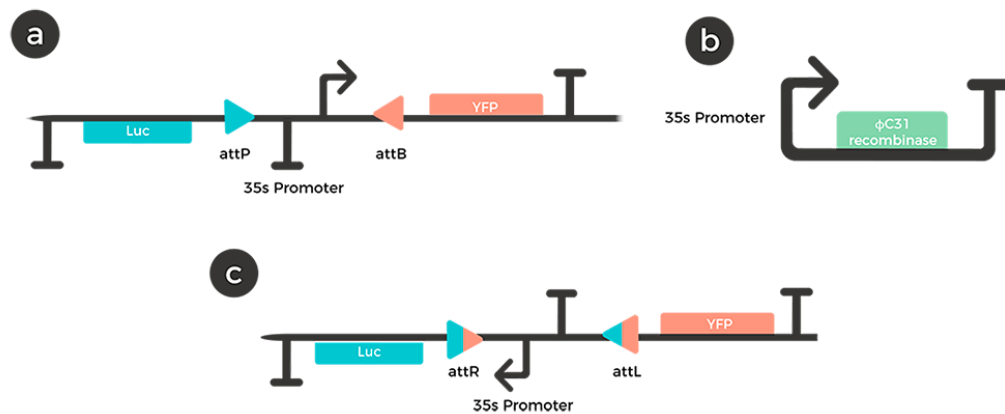 a
Luc
attP
35s Promoter
attB
YFP
b
35s Promoter
ϕC31
recombinase
c
Luc
attR
35s Promoter
attL
YFP